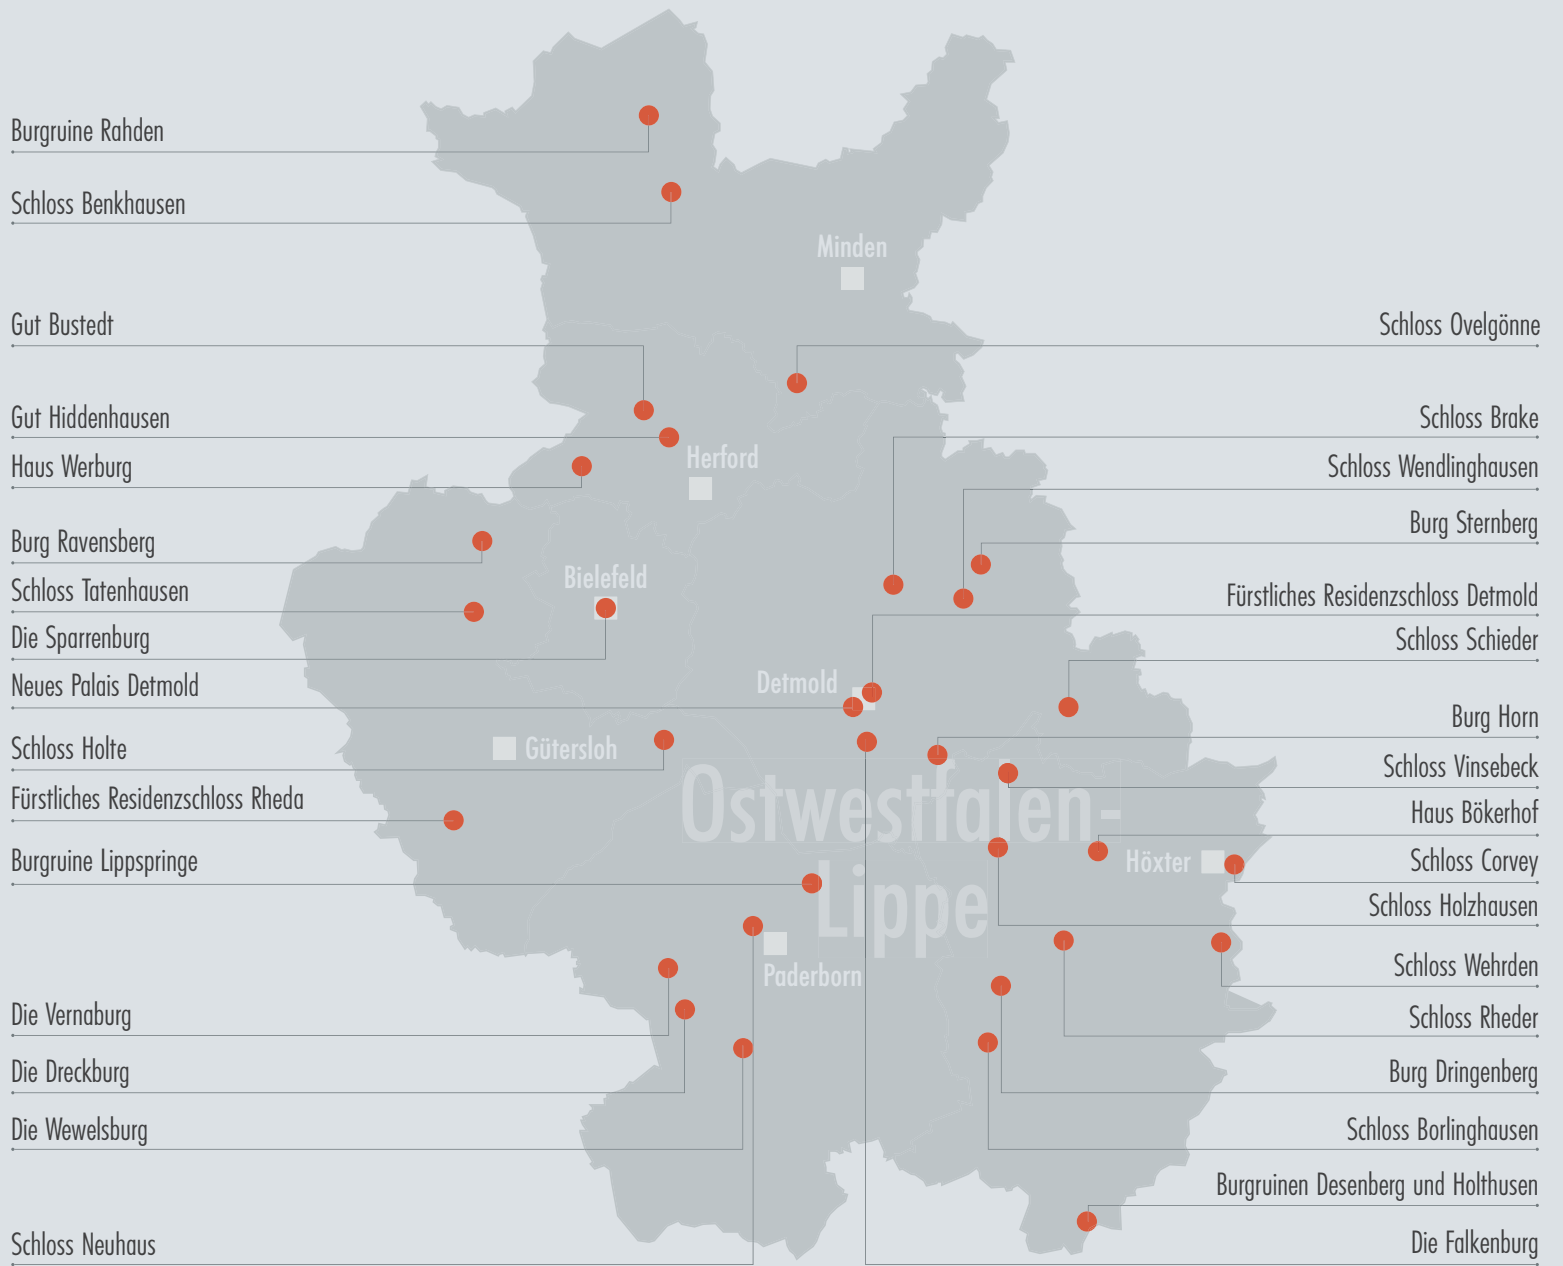 Burgruine Rahden
Schloss Benkhausen
Gut Bustedt
Gut Hiddenhausen
Haus Werburg
Burg Ravensberg
Schloss Tatenhausen
Die Sparrenburg
Neues Palais Detmold
Schloss Holte
Fürstliches Residenzschloss Rheda
Burgruine Lippspringe
Die Vernaburg
Die Dreckburg
Die Wewelsburg
Schloss Neuhaus
Minden
Herford
Bielefeld
Detmold
Gütersloh
Ostwestfalen-
Lippe
Höxter
Paderborn
Schloss Ovelgönne
Schloss Brake
Schloss Wendlinghausen
Burg Sternberg
Fürstliches Residenzschloss Detmold
Schloss Schieder
Burg Horn
Schloss Vinsebeck
Haus Bökerhof
Schloss Corvey
Schloss Holzhausen
Schloss Wehrden
Schloss Rheder
Burg Dringenberg
Schloss Borlinghausen
Burgruinen Desenberg und Holthusen
Die Falkenburg